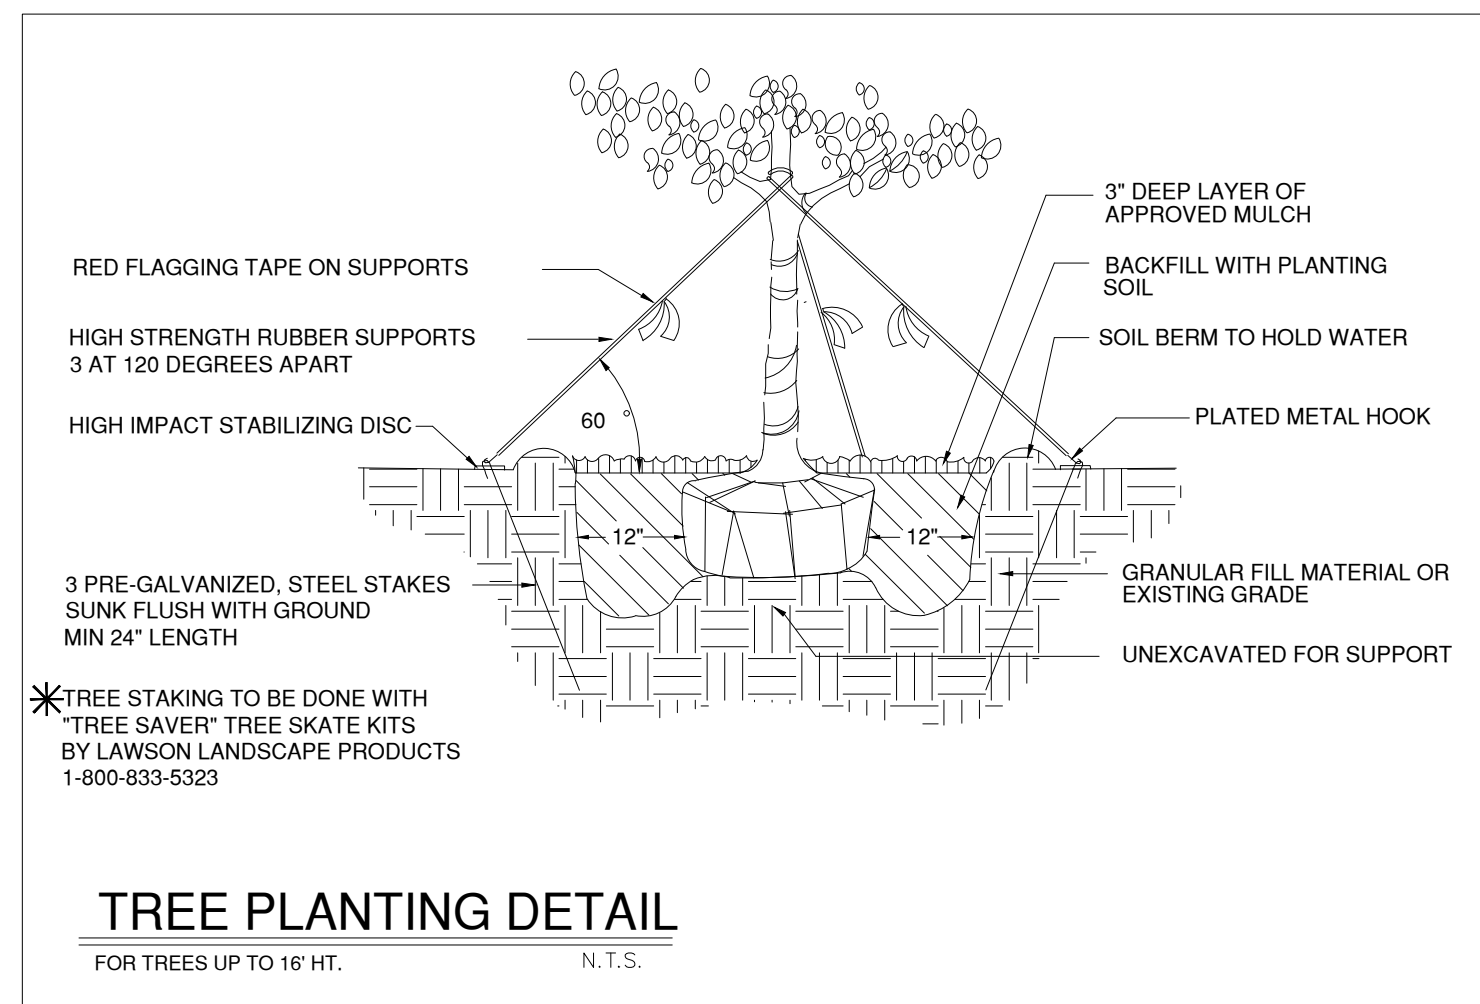 3" DEEP LAYER OF
APPROVED MULCH
RED FLAGGING TAPE ON SUPPORTS
BACKFILL WITH PLANTING
SOIL
HIGH STRENGTH RUBBER SUPPORTS
3 AT 120 DEGREES APART
SOIL BERM TO HOLD WATER
HIGH IMPACT STABILIZING DISC
60°
PLATED METAL HOOK
12"
12"
3 PRE-GALVANIZED, STEEL STAKES
SUNK FLUSH WITH GROUND
MIN 24" LENGTH
GRANULAR FILL MATERIAL OR
EXISTING GRADE
UNEXCAVATED FOR SUPPORT
TREE STAKING TO BE DONE WITH
"TREE SAVER" TREE SKATE KITS
BY LAWSON LANDSCAPE PRODUCTS
1-800-833-5323
TREE PLANTING DETAIL
FOR TREES UP TO 16' HT.
N.T.S.